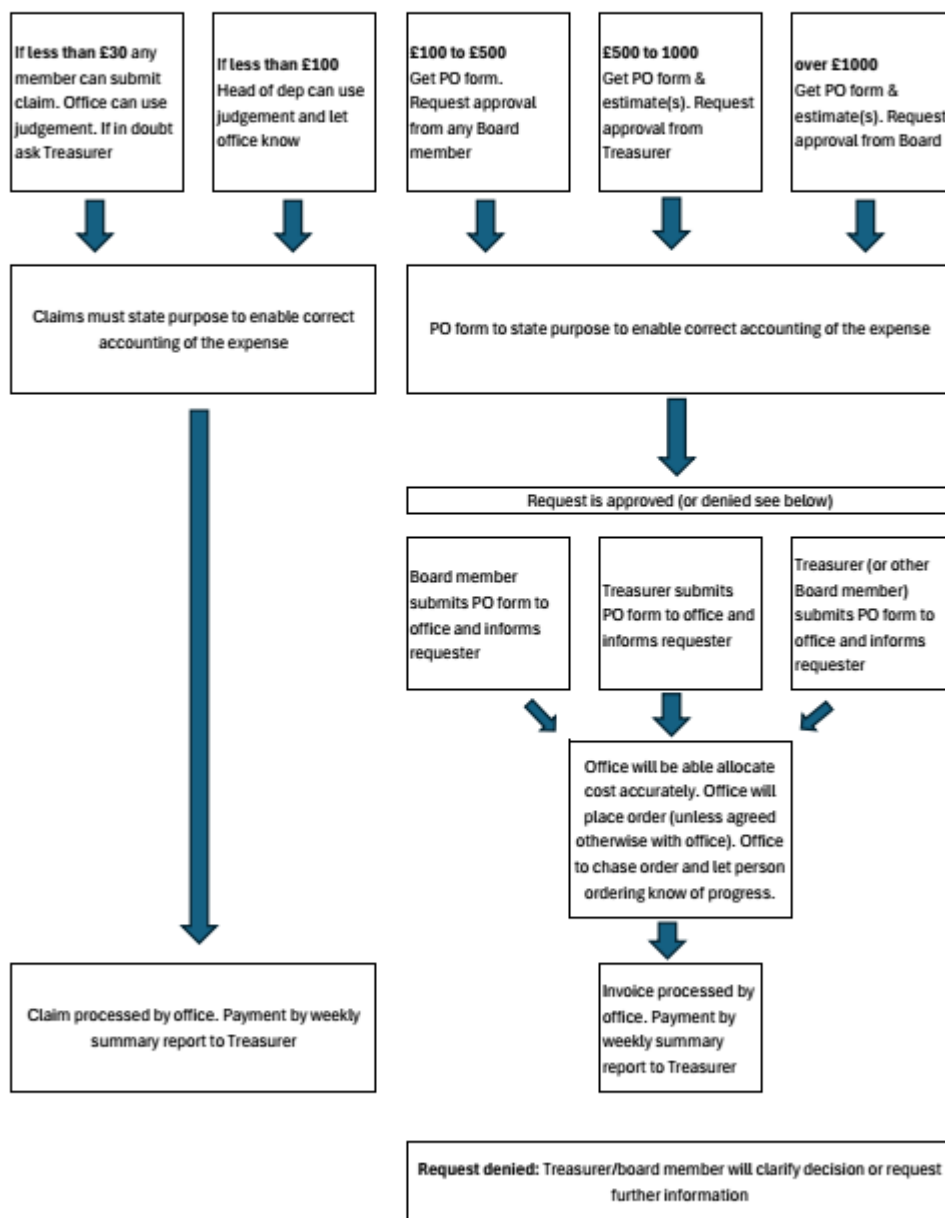 If less than £30 any
member can submit
claim. Office can use
judgement. If in doubt
ask Treasurer
If less than £100
Head of dep can use
judgement and let
office know
£100 to £500
Get PO form.
Request approval
from any Board
member
£500 to 1000
Get PO form &
estimate(s). Request
approval from
Treasurer
over £1000
Get PO form &
estimate(s). Request
approval from Board
Claims must state purpose to enable correct
accounting of the expense
PO form to state purpose to enable correct accounting of the expense
Request is approved (or denied see below)
Board member
submits PO form to
office and informs
requester
Treasurer submits
PO form to office and
informs requester
Treasurer (or other
Board member)
submits PO form to
office and informs
requester
Office will be able allocate
cost accurately. Office will
place order (unless agreed
otherwise with office). Office
to chase order and let person
ordering know of progress.
Claim processed by office. Payment by weekly
summary report to Treasurer
Invoice processed by
office. Payment by
weekly summary
report to Treasurer
Request denied: Treasurer/board member will clarify decision or request
further information